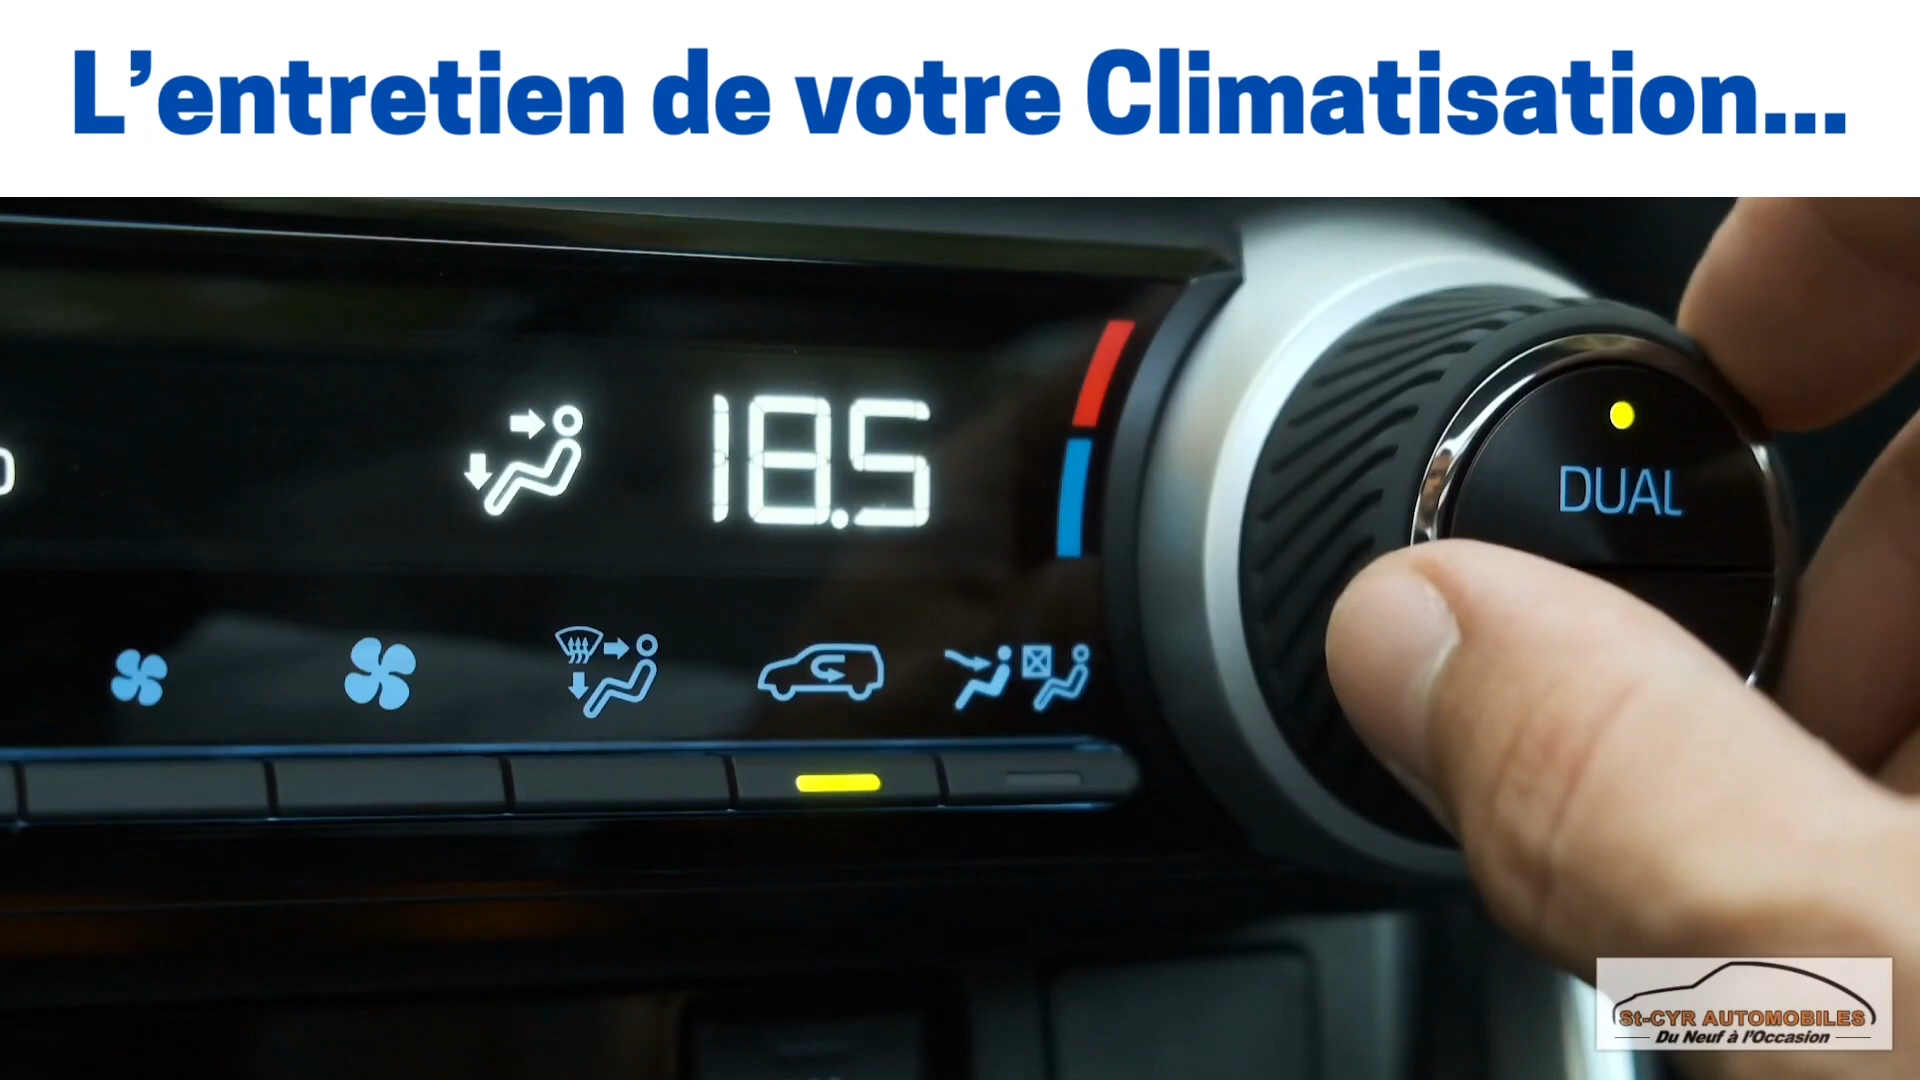 L’entretien de votre Climatisation...
18.5
DUAL
St-CYR AUTOMOBILES
Du Neuf à l'Occasion